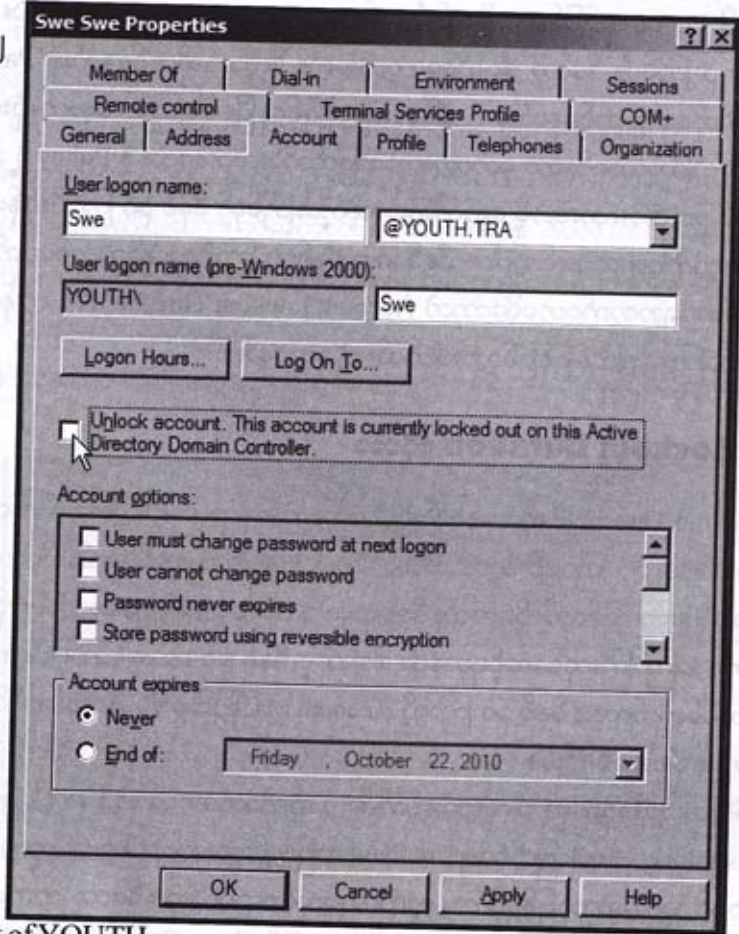 Swe Swe Properties
Member Of Dial-in Environment Sessions
Remote control Terminal Services Profile COM+
General Address Account Profile Telephones Organization
User logon name:
Swe @YOUTH.TRA
User logon name (pre-Windows 2000):
YOUTH\ Swe
Logon Hours... Log On To...
Unlock account. This account is currently locked out on this Active
Directory Domain Controller.
Account options:
User must change password at next logon
User cannot change password
Password never expires
Store password using reversible encryption
Account expires
Never
End of: Friday , October 22, 2010
OK Cancel Apply Help
of YOUTH